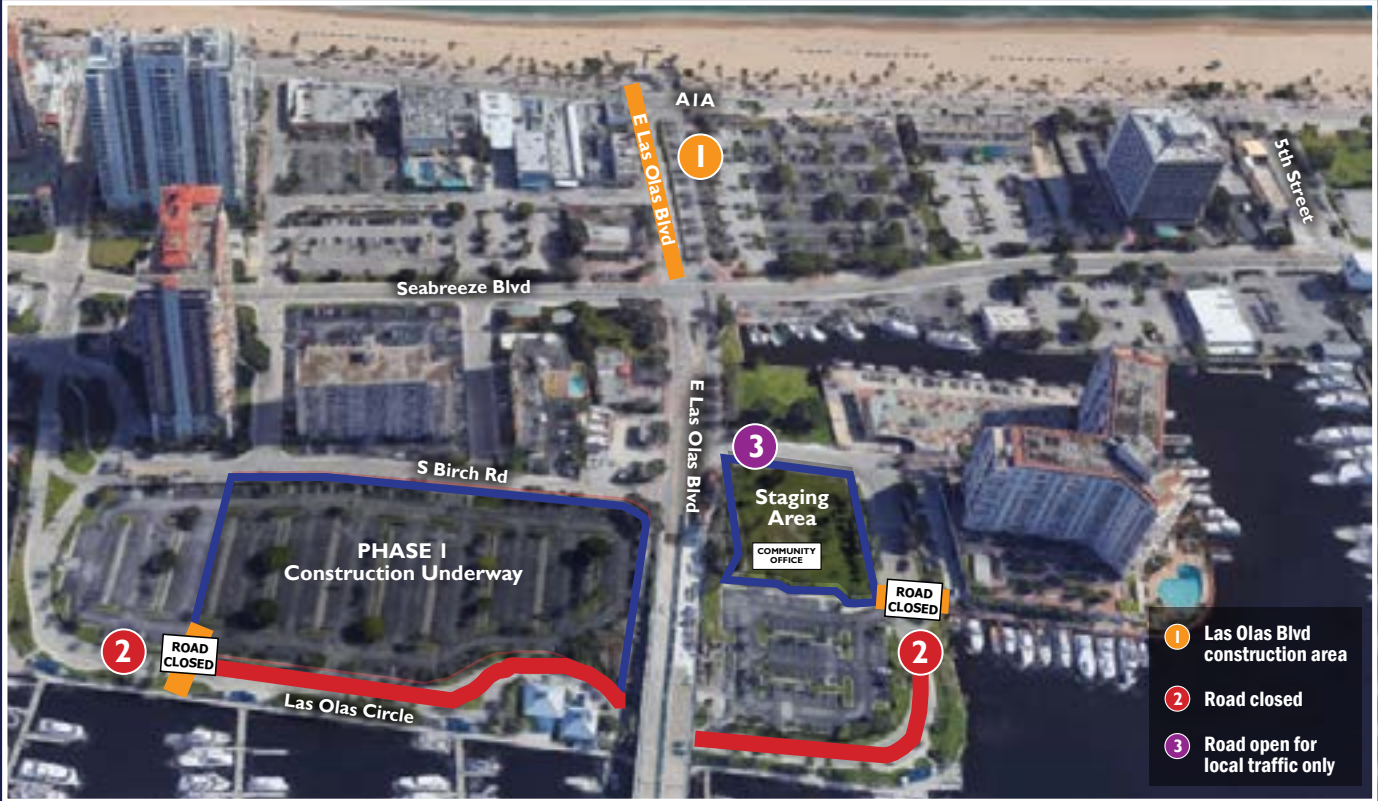 A1A
E Las Olas Blvd
1
5th Street
Seabreeze Blvd
E Las Olas Blvd
3
S Birch Rd
Staging
Area
COMMUNITY
OFFICE
PHASE I
Construction Underway
ROAD
CLOSED
2
ROAD
CLOSED
2
Las Olas Circle
1 Las Olas Blvd
construction area
2 Road closed
3 Road open for
local traffic only